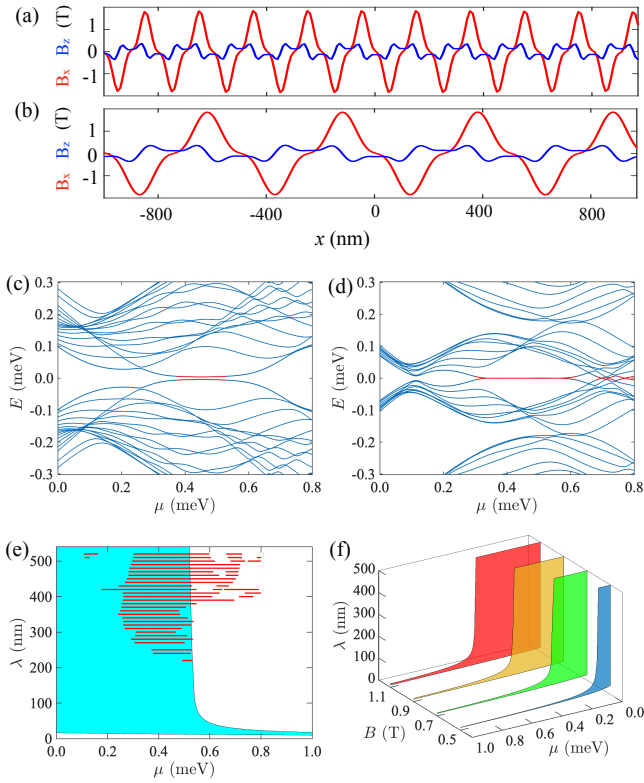 (a)
B_x B_z (T)
1
0
-1
(b)
B_x B_z (T)
1
0
-1
-800 -400 0 400 800
x (nm)
(c)
E (meV)
0.3
0.2
0.1
0.0
-0.1
-0.2
-0.3
0.0 0.2 0.4 0.6 0.8
μ (meV)
(d)
E (meV)
0.3
0.2
0.1
0.0
-0.1
-0.2
-0.3
0.0 0.2 0.4 0.6 0.8
μ (meV)
(e)
λ (nm)
500
400
300
200
100
0
0.0 0.2 0.4 0.6 0.8 1.0
μ (meV)
(f)
λ (nm)
500
400
300
200
100
0
1.1
0.9
0.7
0.5
B (T)
1.0 0.8 0.6 0.4 0.2 0.0
μ (meV)